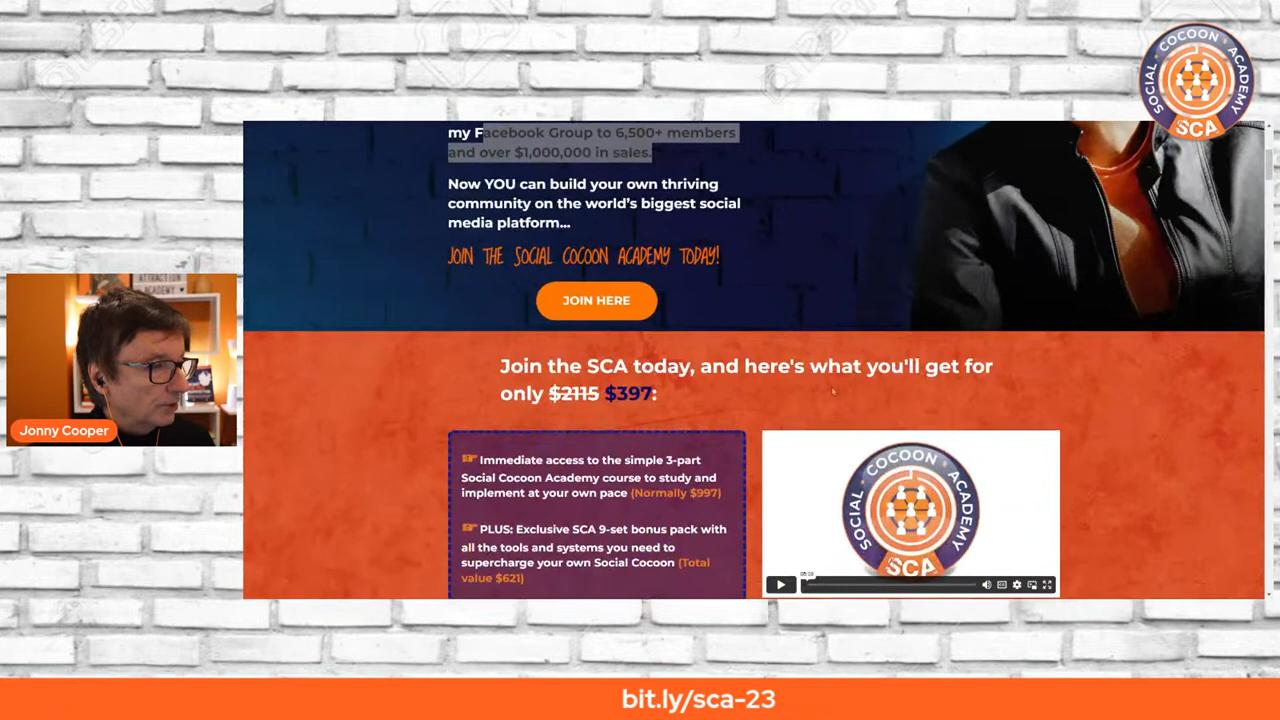 SOCIAL COCOON ACADEMY
SCA
my Facebook Group to 6,500+ members
and over $1,000,000 in sales.
Now YOU can build your own thriving
community on the world's biggest social
media platform...
JOIN THE SOCIAL COCOON ACADEMY TODAY!
JOIN HERE
ATTRACTION
ACADEMY
Jonny Cooper
Join the SCA today, and here's what you'll get for
only $2115 $397:
Immediate access to the simple 3-part
Social Cocoon Academy course to study and
implement at your own pace (Normally $997)
PLUS: Exclusive SCA 9-set bonus pack with
all the tools and systems you need to
supercharge your own Social Cocoon (Total
value $621)
SOCIAL COCOON ACADEMY
SCA
bit.ly/sca-23